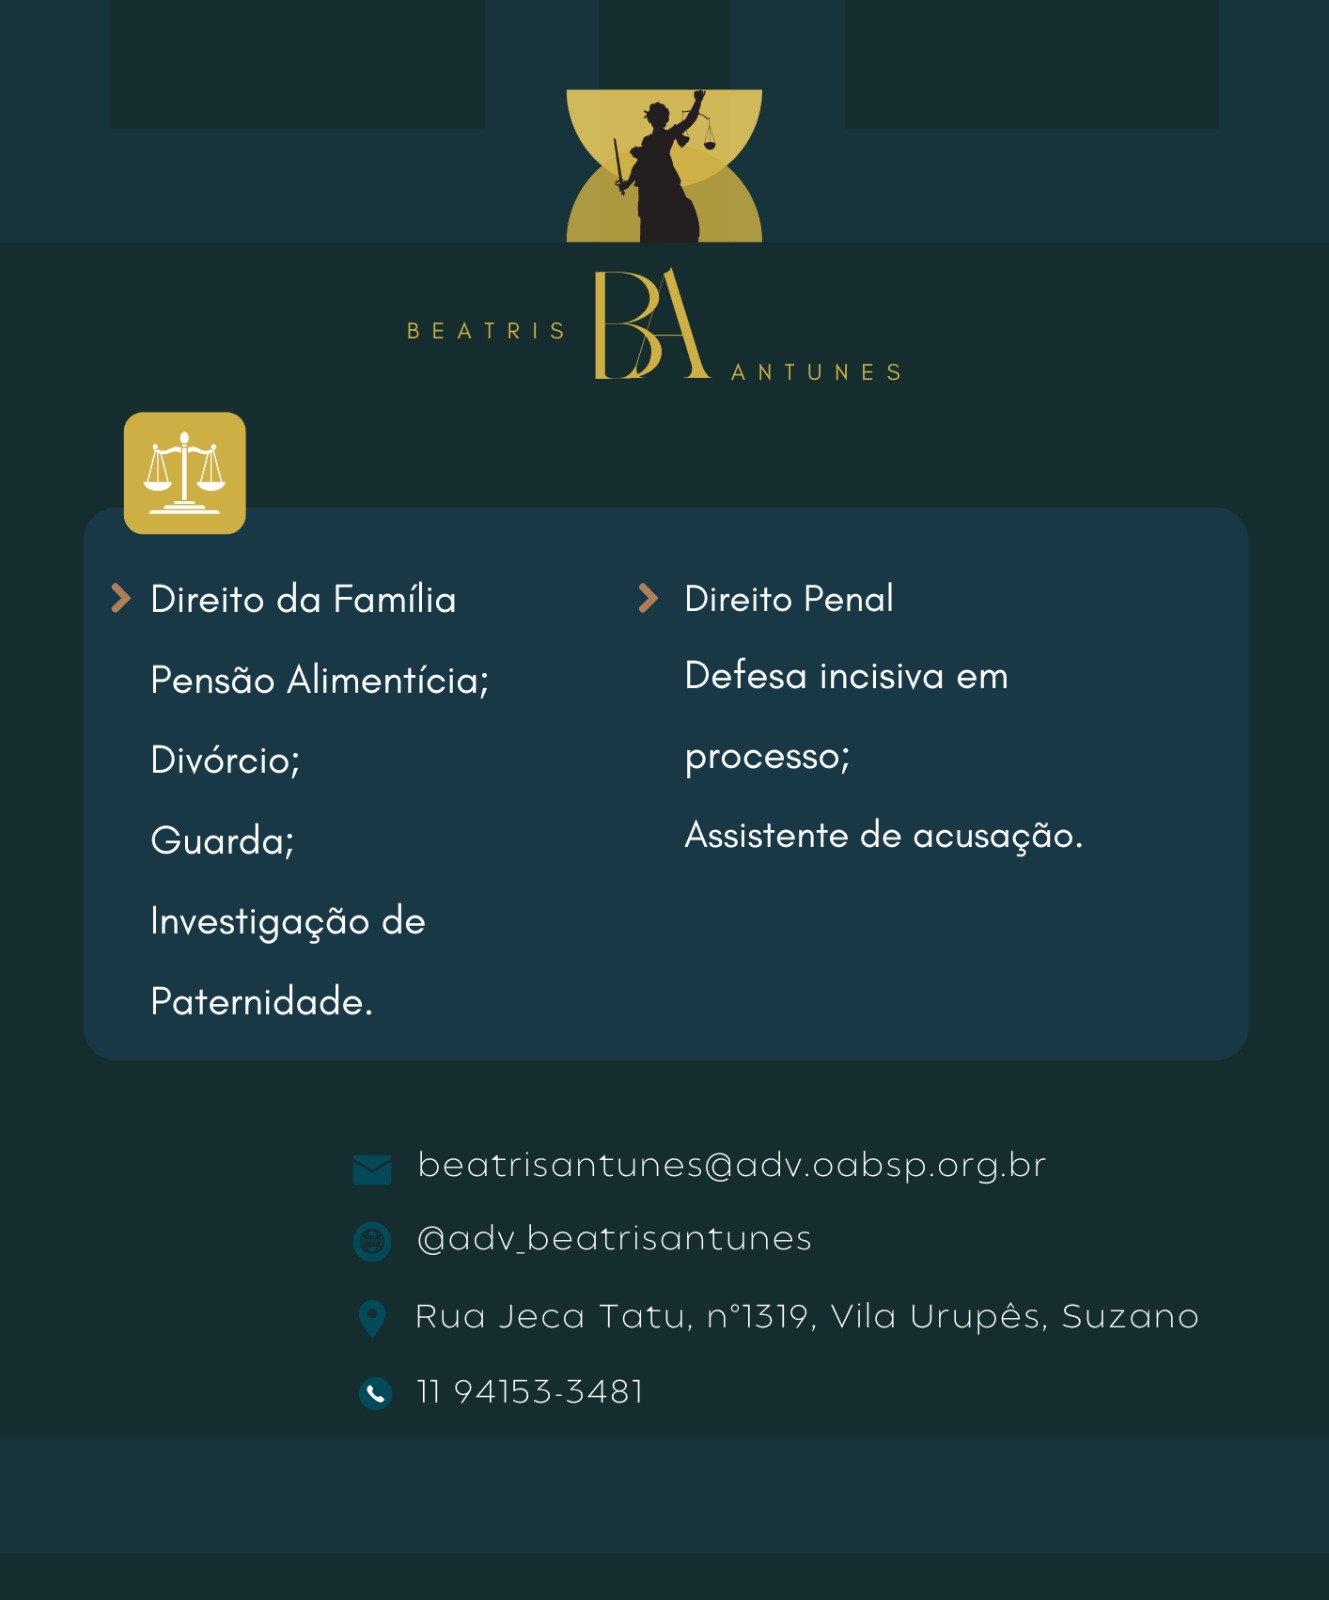 BEATRIS BA ANTUNES
Direito da Família
Pensão Alimentícia;
Divórcio;
Guarda;
Investigação de
Paternidade.
Direito Penal
Defesa incisiva em
processo;
Assistente de acusação.
beatrisantunes@adv.oabsp.org.br
@adv_beatrisantunes
Rua Jeca Tatu, n°1319, Vila Urupês, Suzano
11 94153-3481